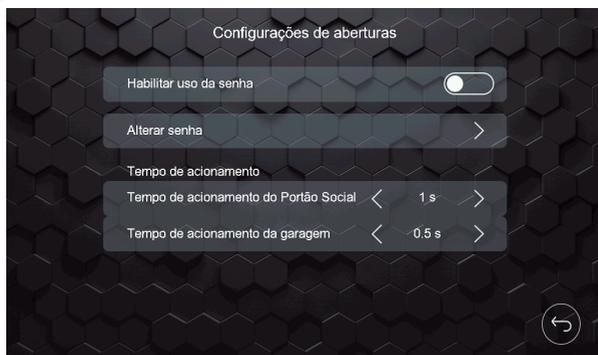 Configurações de aberturas
Habilitar uso da senha
Alterar senha
Tempo de acionamento
Tempo de acionamento do Portão Social 1 s
Tempo de acionamento da garagem 0.5 s